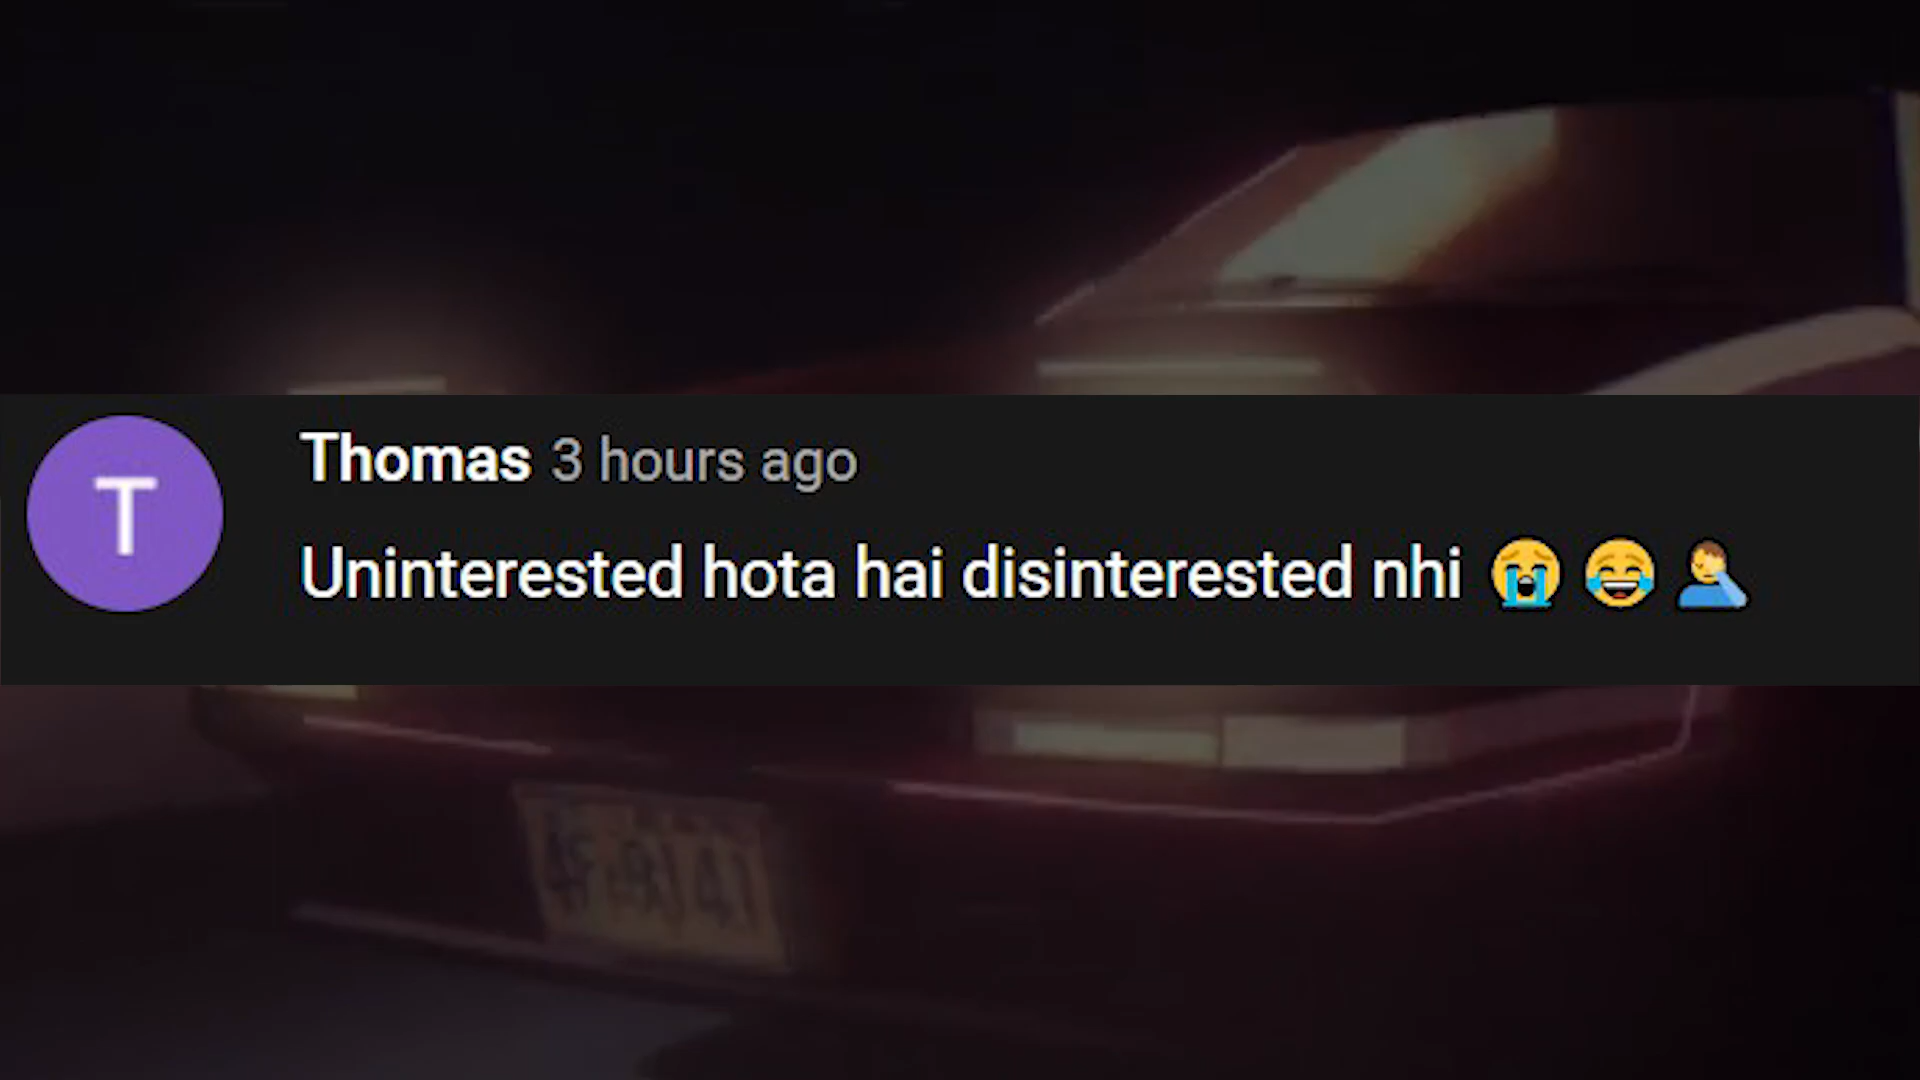 T
Thomas 3 hours ago
Uninterested hota hai disinterested nhi 😭 😂 🤦‍♂️